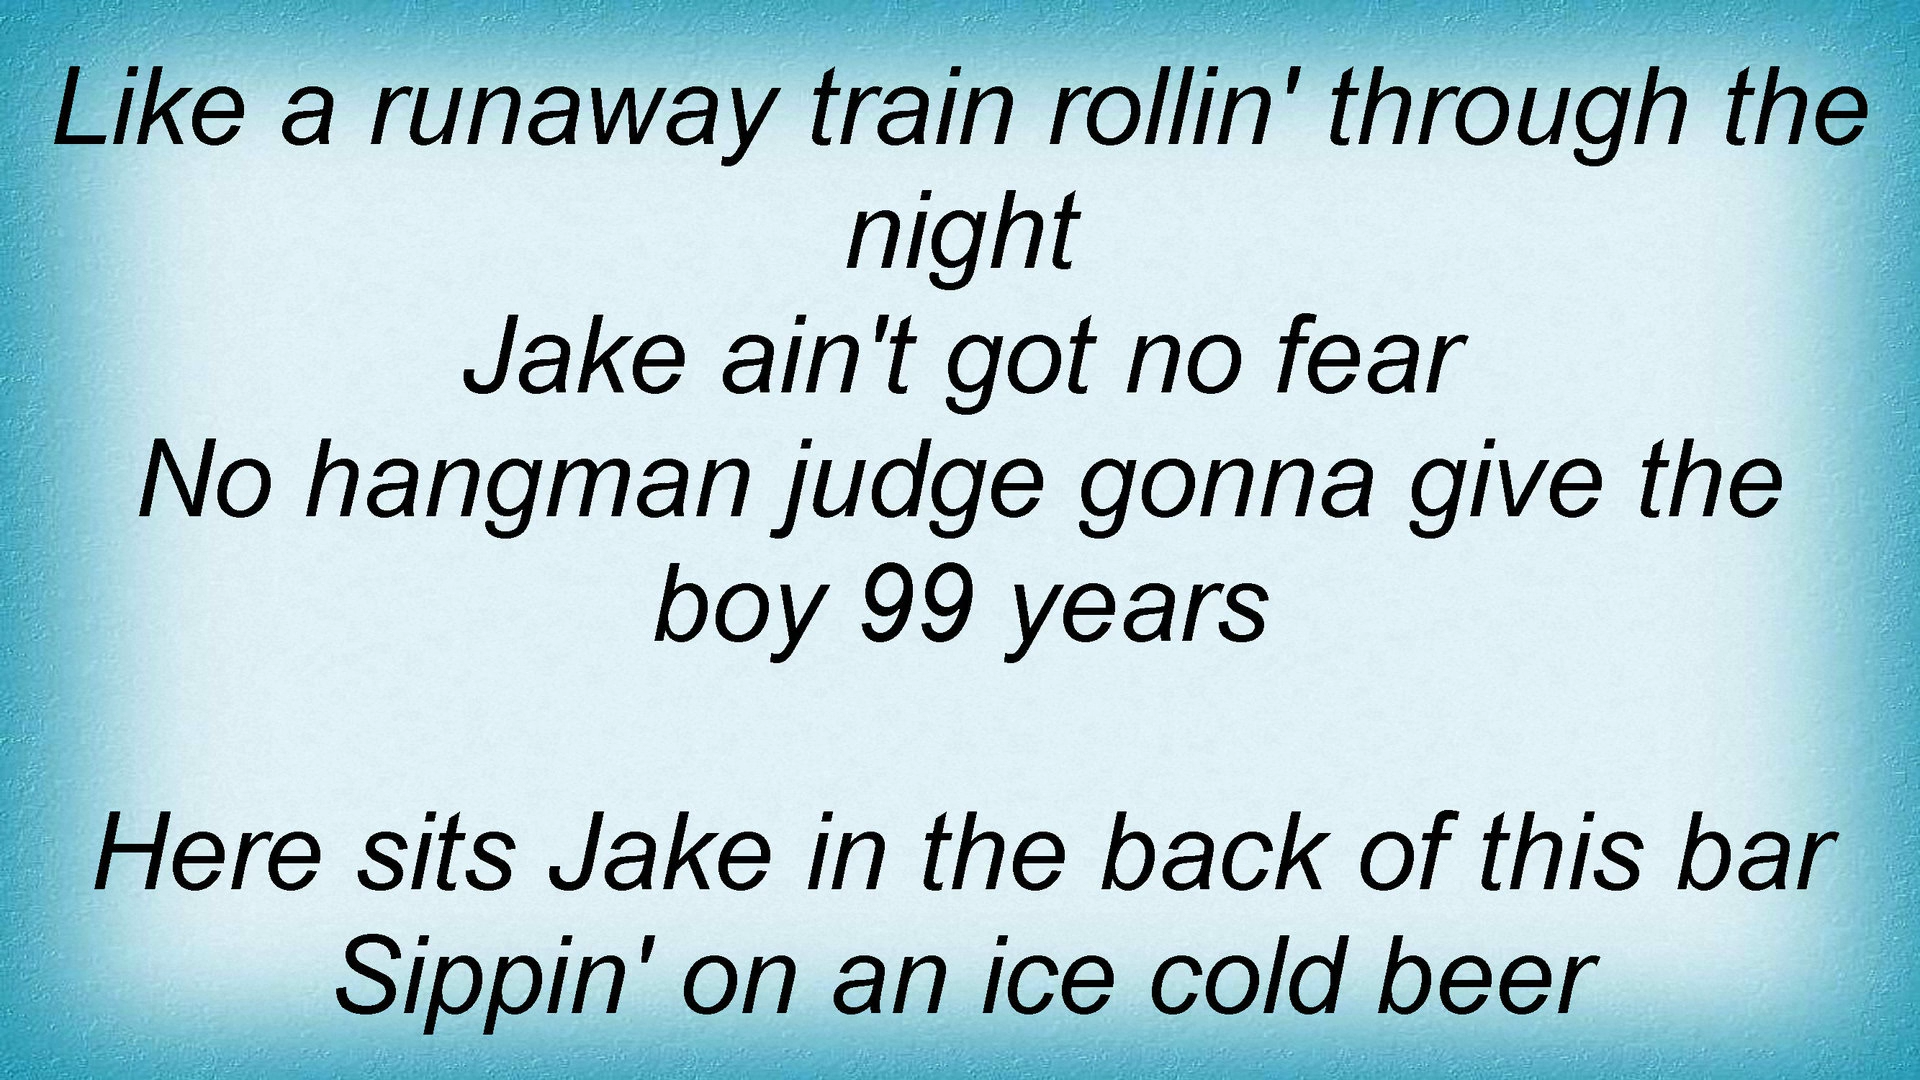 Like a runaway train rollin' through the
night
Jake ain't got no fear
No hangman judge gonna give the
boy 99 years
Here sits Jake in the back of this bar
Sippin' on an ice cold beer